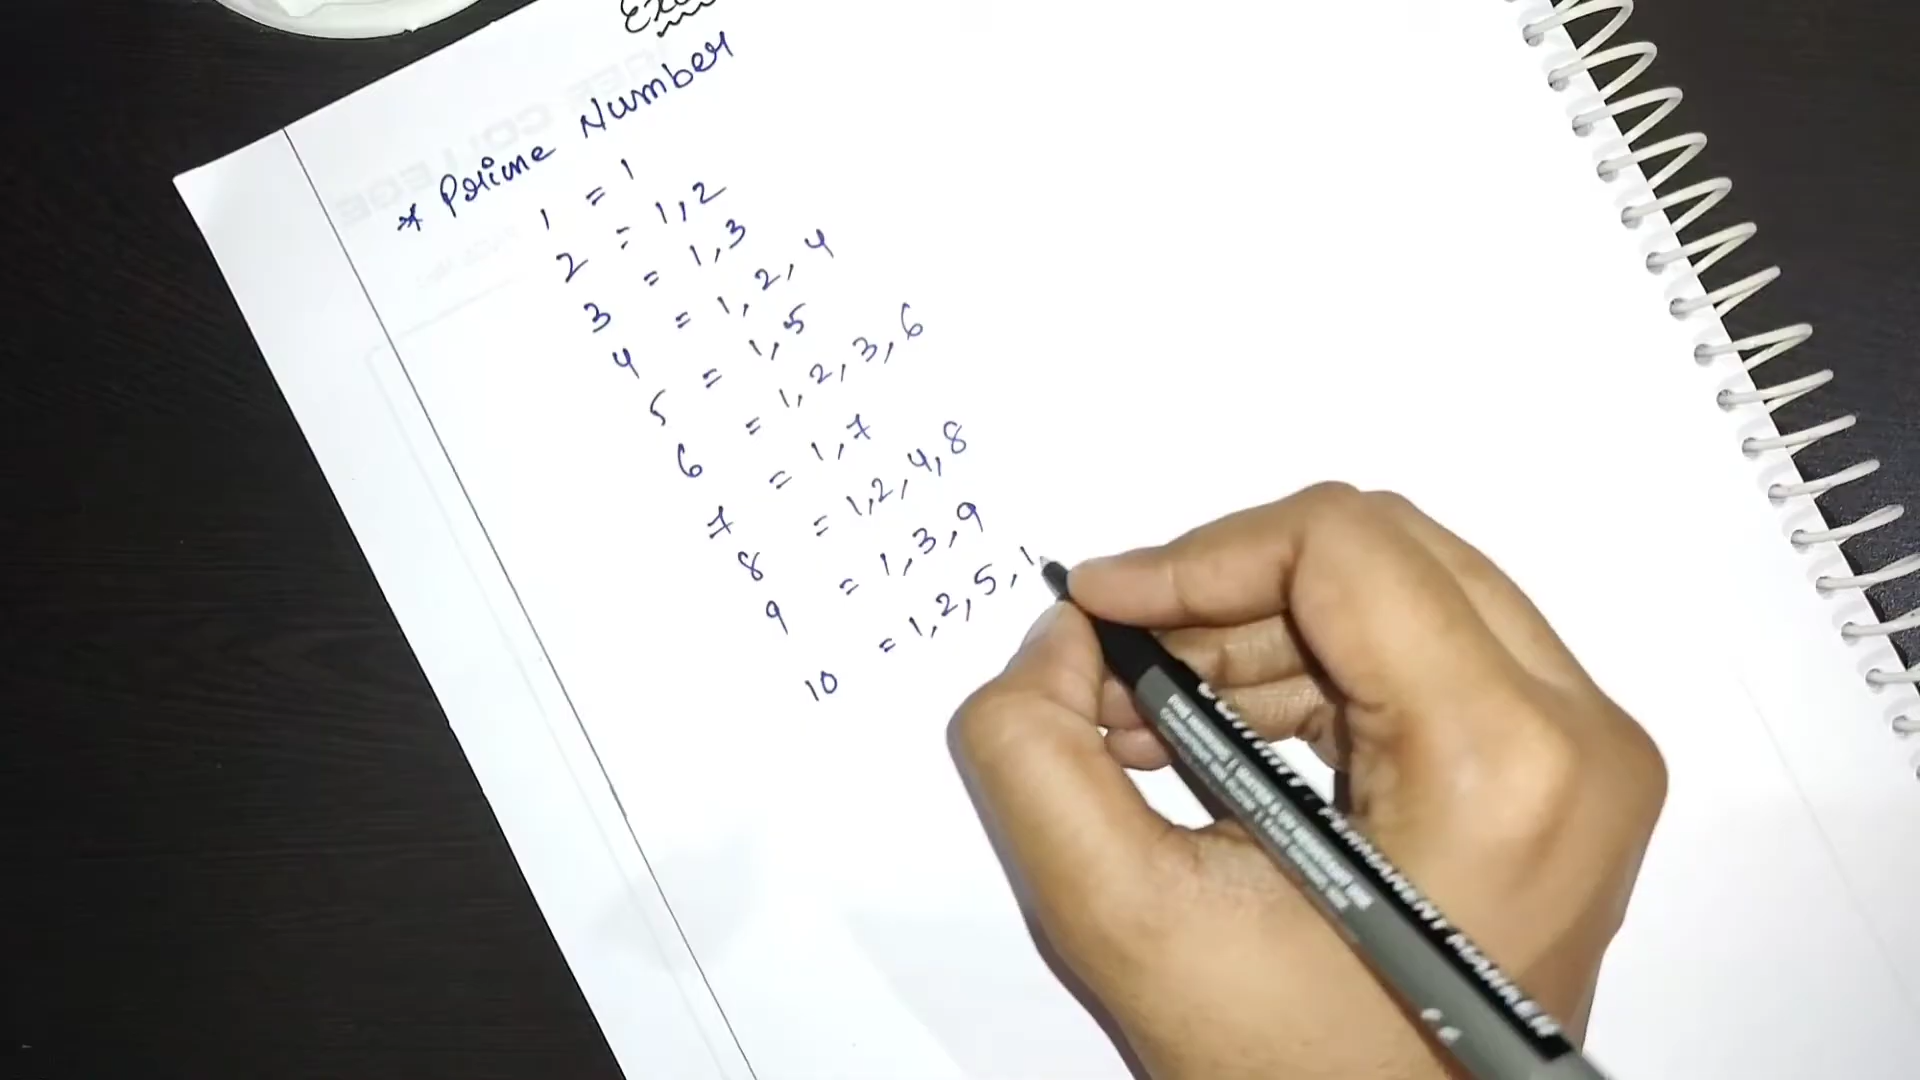 * Prime Number
1 = 1
2 = 1,2
3 = 1,3
4 = 1, 2, 4
5 = 1,5
6 = 1,2,3,6
7 = 1,7
8 = 1,2,4,8
9 = 1,3,9
10 = 1,2,5,1
PERMANENT MARKER